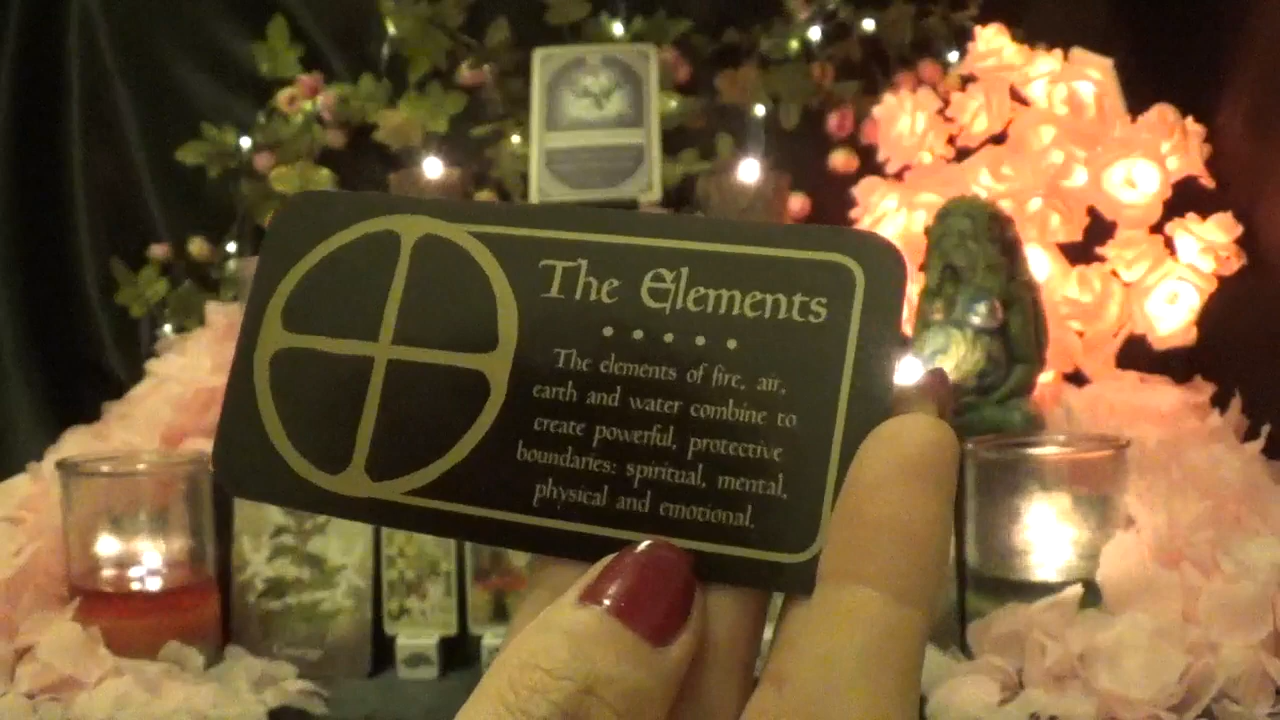 The Elements
The elements of fire, air,
earth and water combine to
create powerful, protective
boundaries: spiritual, mental,
physical and emotional.